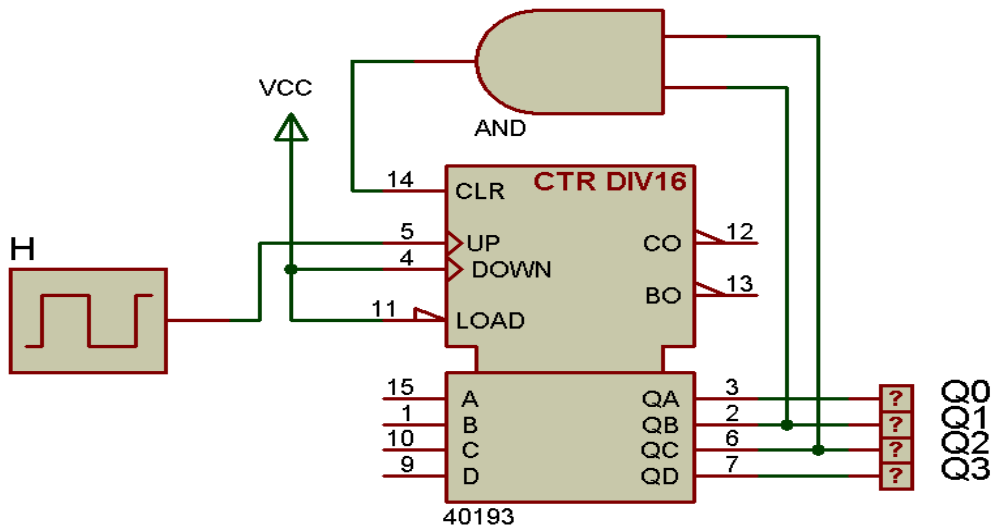 VCC
AND
H
CTR DIV16
14 CLR
5 UP
4 DOWN
11 LOAD
CO 12
BO 13
15 A
1 B
10 C
9 D
QA 3 ? Q0
QB 2 ? Q1
QC 6 ? Q2
QD 7 ? Q3
40193